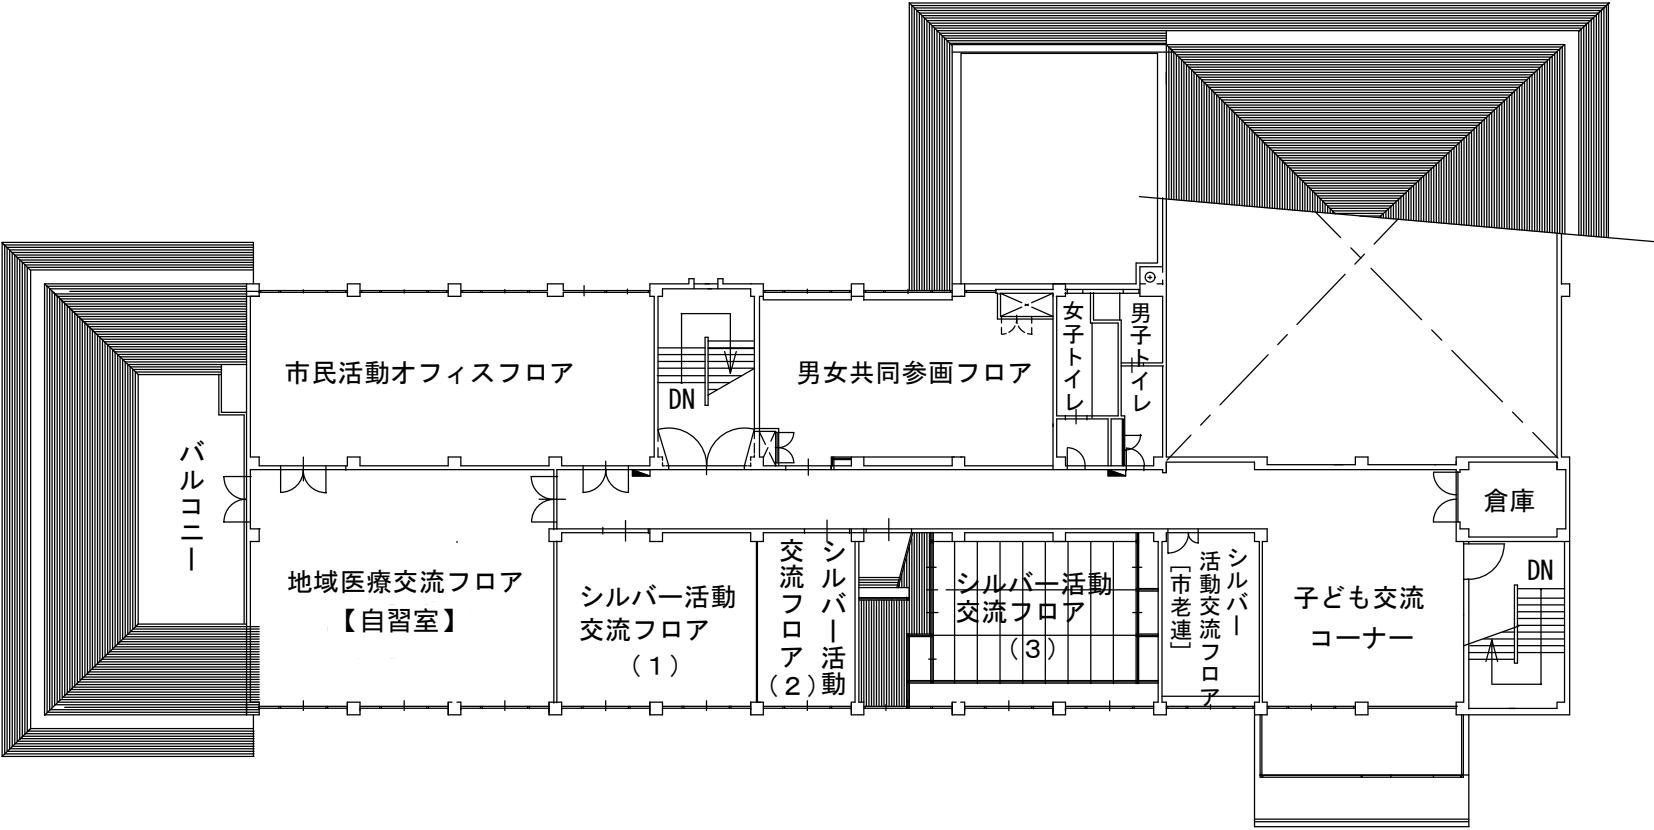 市民活動オフィスフロア
DN
男女共同参画フロア
女子トイレ
男子トイレ
バルコニー
倉庫
地域医療交流フロア
【自習室】
シルバー活動
交流フロア
(1)
シルバー活動
交流フロア(2)
シルバー活動
交流フロア
(3)
シルバー
活動交流フロア
[市老連]
子ども交流
コーナー
DN